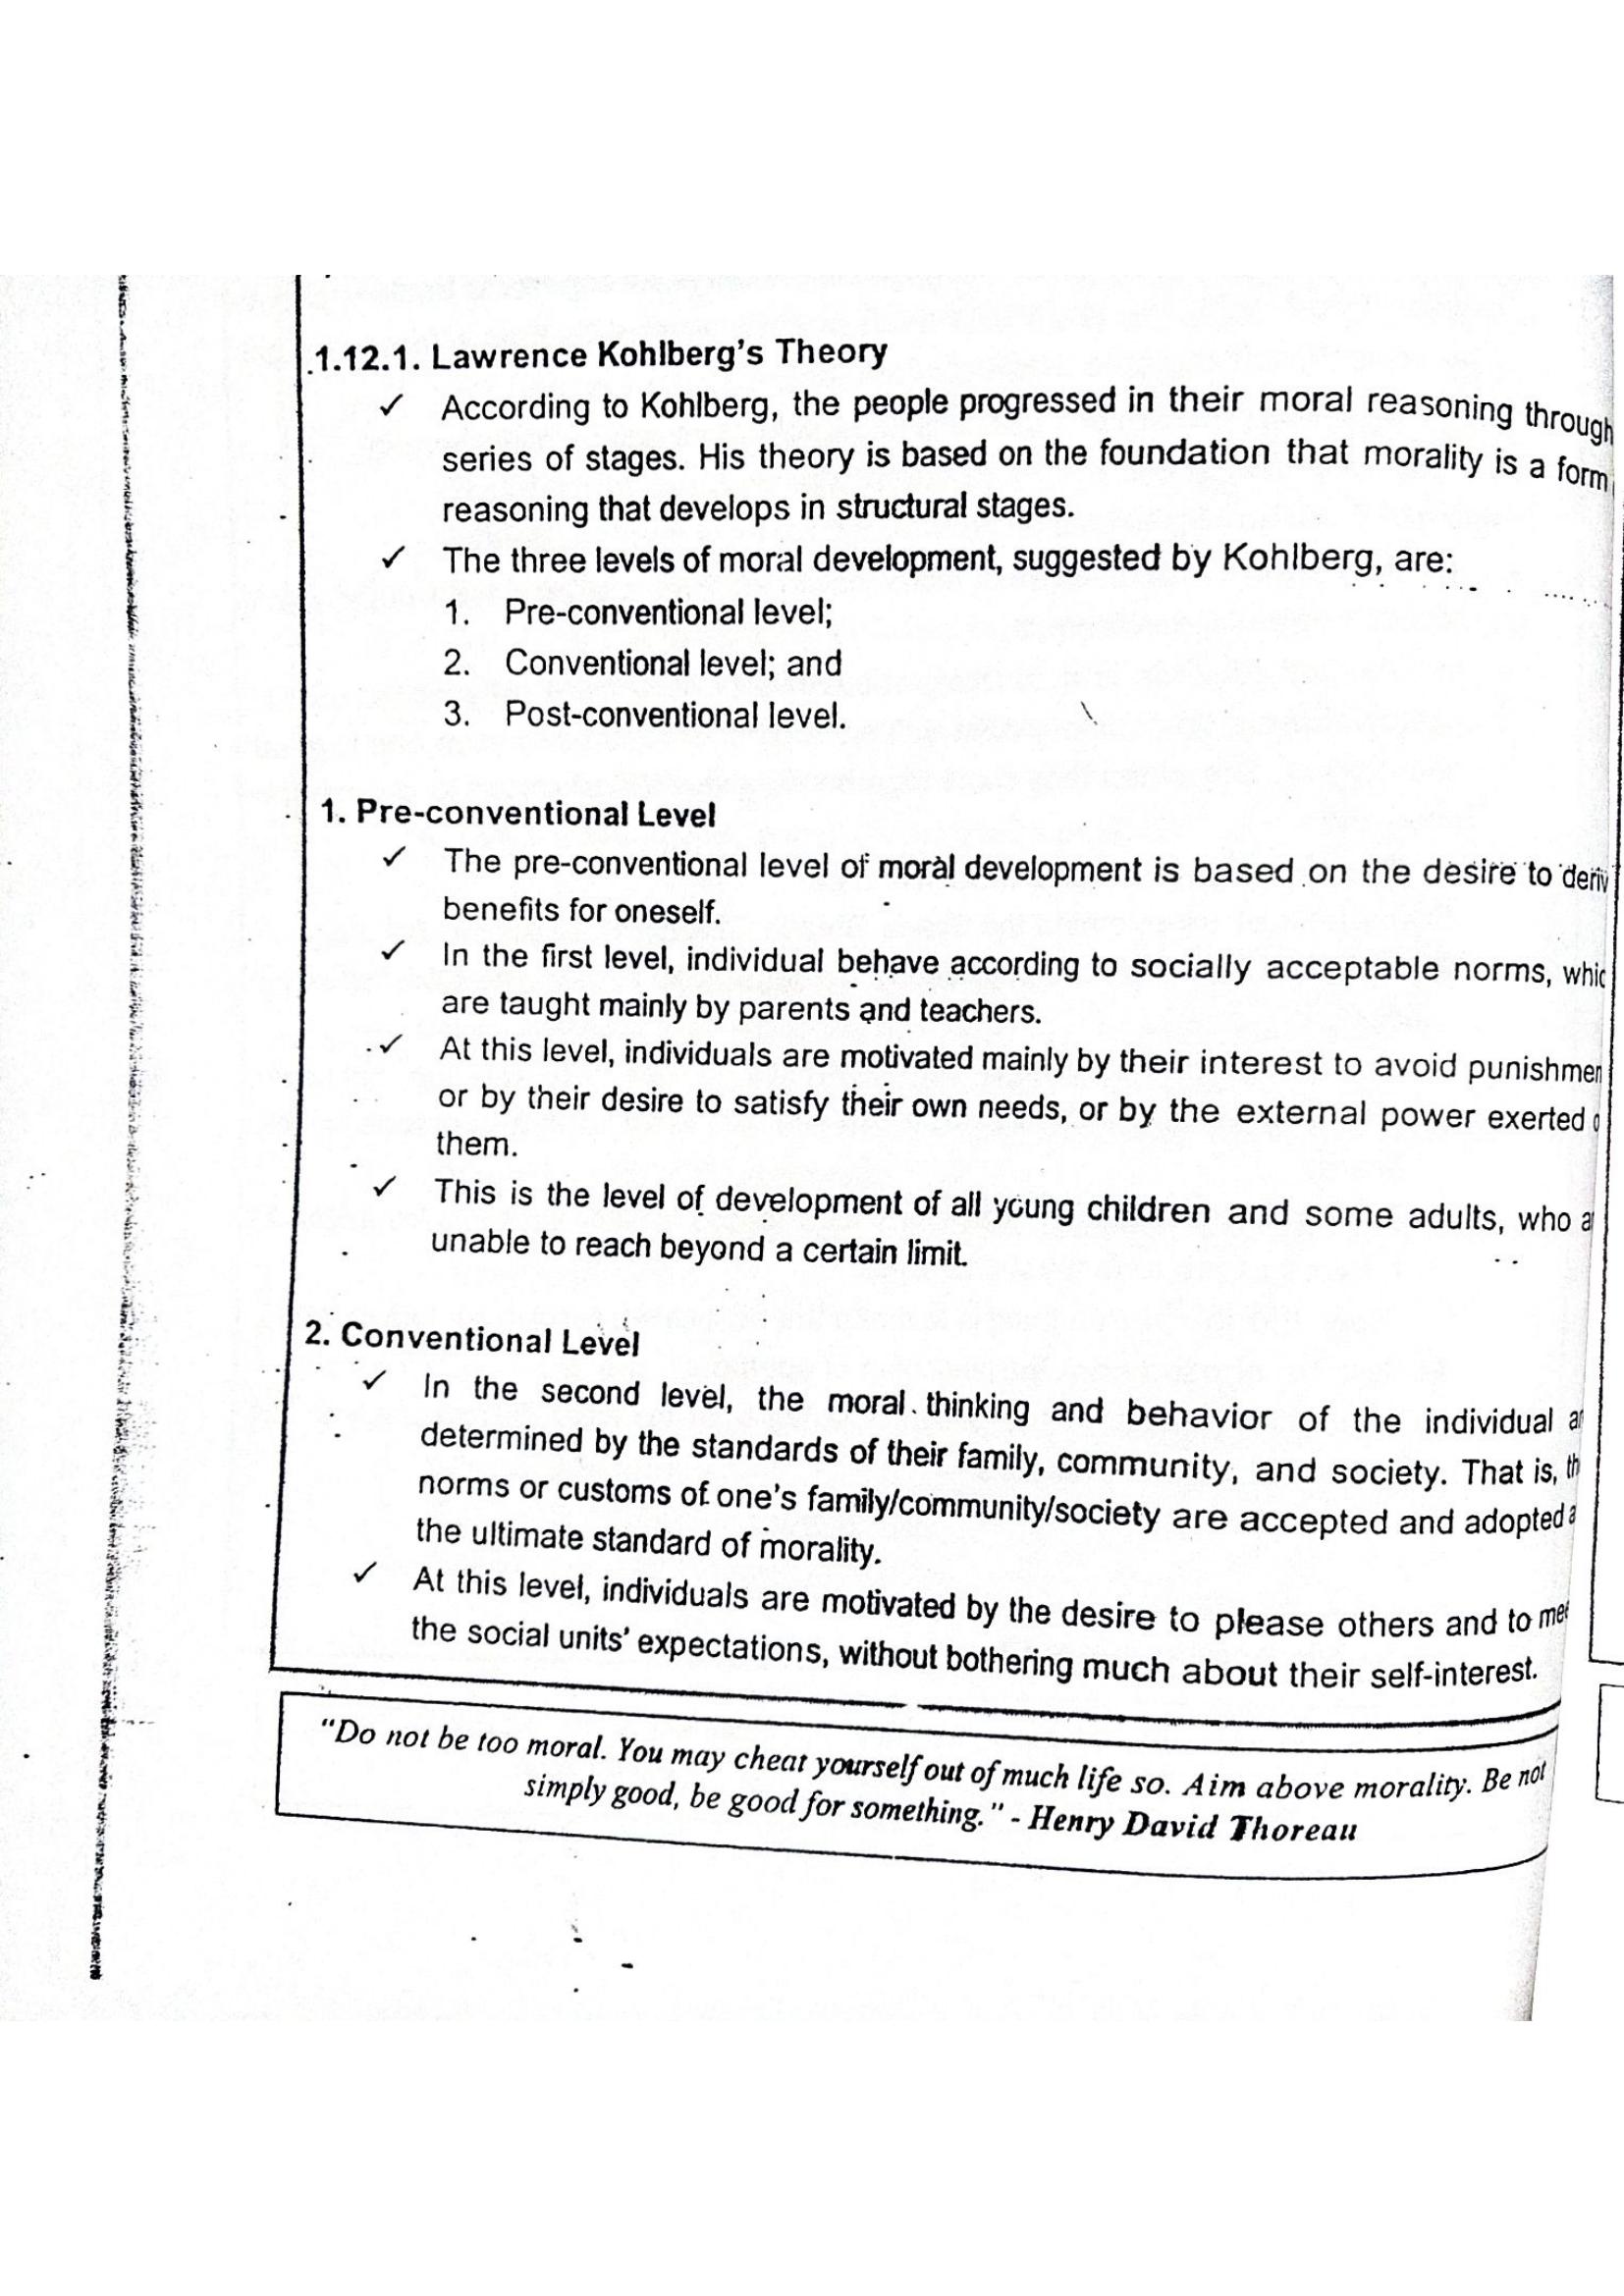 1.12.1. Lawrence Kohlberg's Theory
✓ According to Kohlberg, the people progressed in their moral reasoning through
series of stages. His theory is based on the foundation that morality is a form
reasoning that develops in structural stages.
✓ The three levels of moral development, suggested by Kohlberg, are:
1. Pre-conventional level;
2. Conventional level; and
3. Post-conventional level.
1. Pre-conventional Level
✓ The pre-conventional level of moral development is based on the desire to deriv
benefits for oneself.
✓ In the first level, individual behave according to socially acceptable norms, whic
are taught mainly by parents and teachers.
✓ At this level, individuals are motivated mainly by their interest to avoid punishmen
or by their desire to satisfy their own needs, or by the external power exerted o
them.
✓ This is the level of development of all young children and some adults, who a
unable to reach beyond a certain limit.
2. Conventional Level
✓ In the second level, the moral thinking and behavior of the individual ar
determined by the standards of their family, community, and society. That is, th
norms or customs of one's family/community/society are accepted and adopted a
the ultimate standard of morality.
✓ At this level, individuals are motivated by the desire to please others and to mee
the social units' expectations, without bothering much about their self-interest.
"Do not be too moral. You may cheat yourself out of much life so. Aim above morality. Be not
simply good, be good for something." - Henry David Thoreau